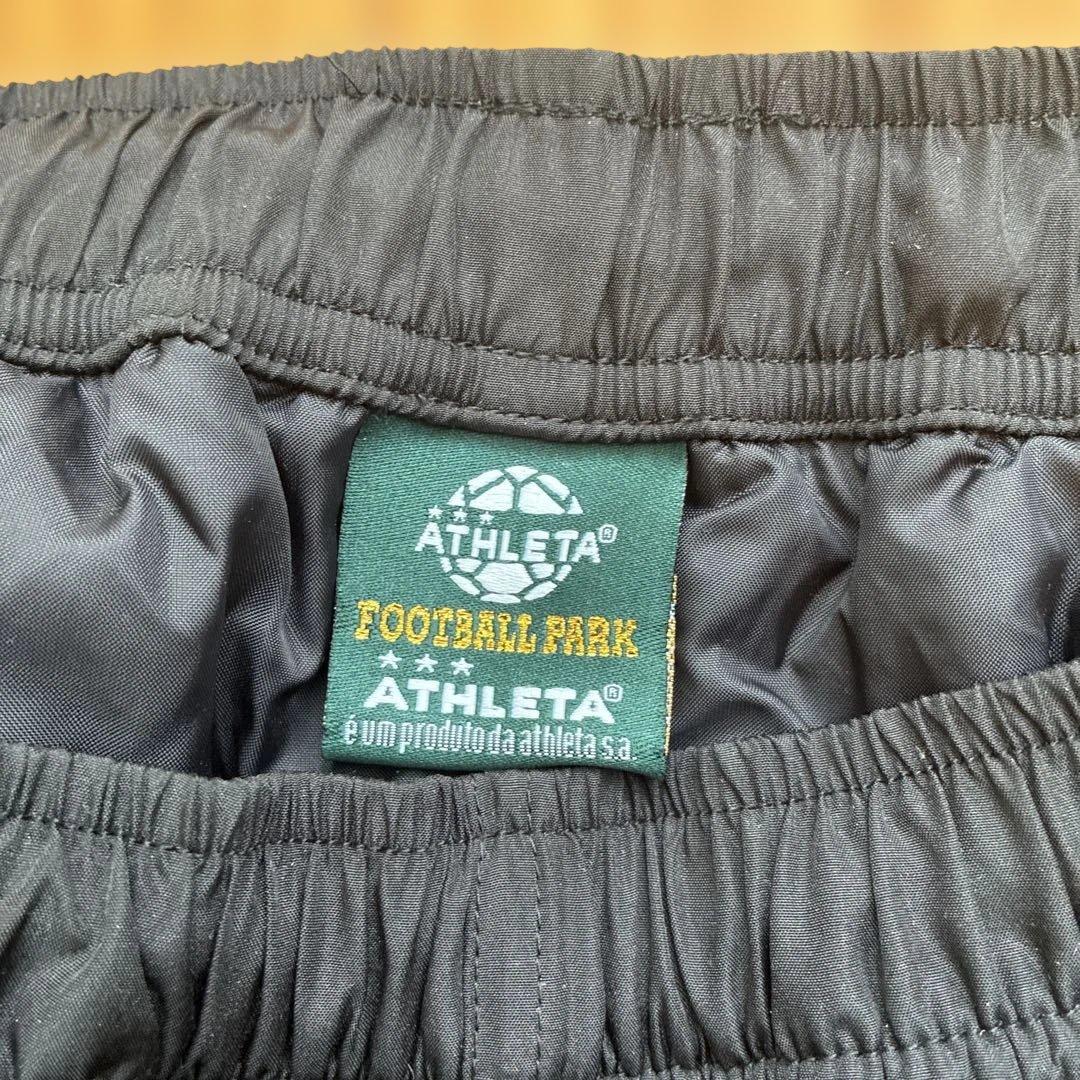 ★★★
ATHLETA®
FOOTBALL PARK
★★★
ATHLETA®
é um produto da athleta s.a.